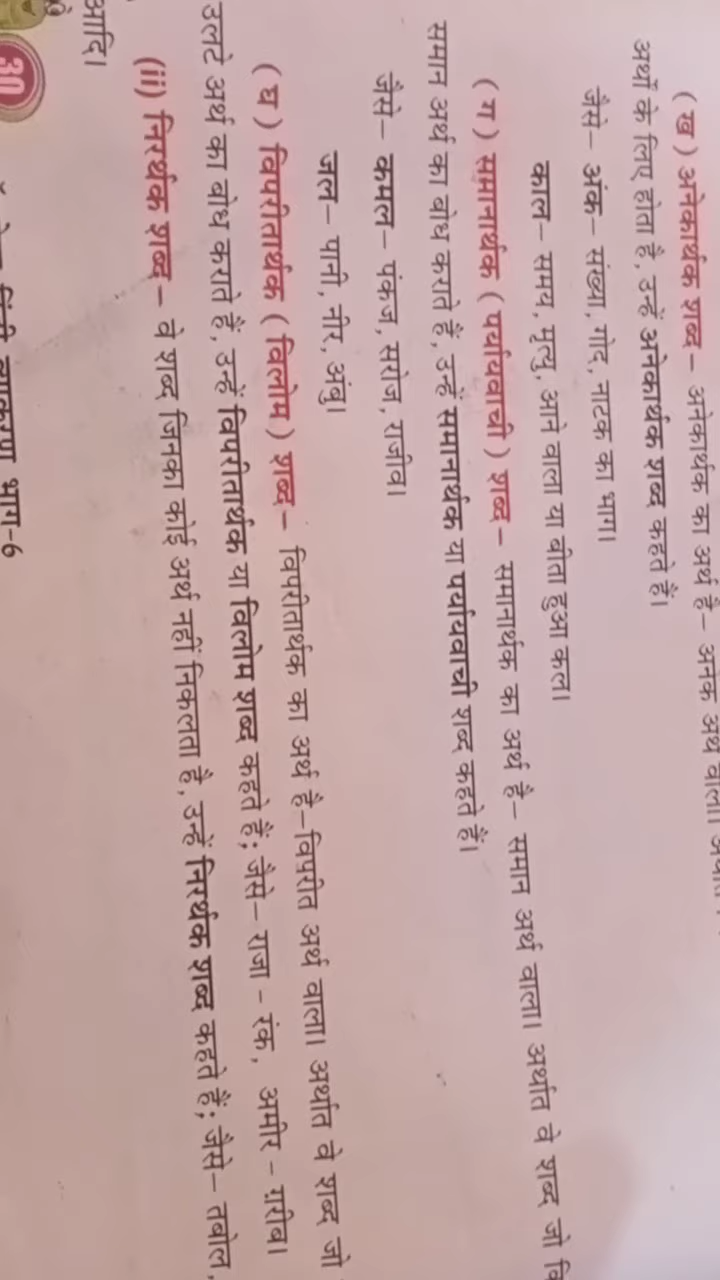 ( ख ) अनेकार्थक शब्द– अनेकार्थक का अर्थ है– अनेक अर्थ वाला।
अर्थों के लिए होता है, उन्हें अनेकार्थक शब्द कहते हैं।
जैसे– अंक– संख्या, गोद, नाटक का भाग।
काल– समय, मृत्यु, आने वाला या बीता हुआ कल।
( ग ) समानार्थक ( पर्यायवाची ) शब्द– समानार्थक का अर्थ है– समान अर्थ वाला। अर्थात वे शब्द जो
समान अर्थ का बोध कराते हैं, उन्हें समानार्थक या पर्यायवाची शब्द कहते हैं।
जैसे– कमल– पंकज, सरोज, राजीव।
जल– पानी, नीर, अंबु।
( घ ) विपरीतार्थक ( विलोम ) शब्द– विपरीतार्थक का अर्थ है–विपरीत अर्थ वाला। अर्थात वे शब्द जो
उलटे अर्थ का बोध कराते हैं, उन्हें विपरीतार्थक या विलोम शब्द कहते हैं; जैसे– राजा - रंक, अमीर - ग़रीब।
(ii) निरर्थक शब्द– वे शब्द जिनका कोई अर्थ नहीं निकलता है, उन्हें निरर्थक शब्द कहते हैं; जैसे– तबोल,
आदि।
30
हिंदी व्याकरण भाग-6